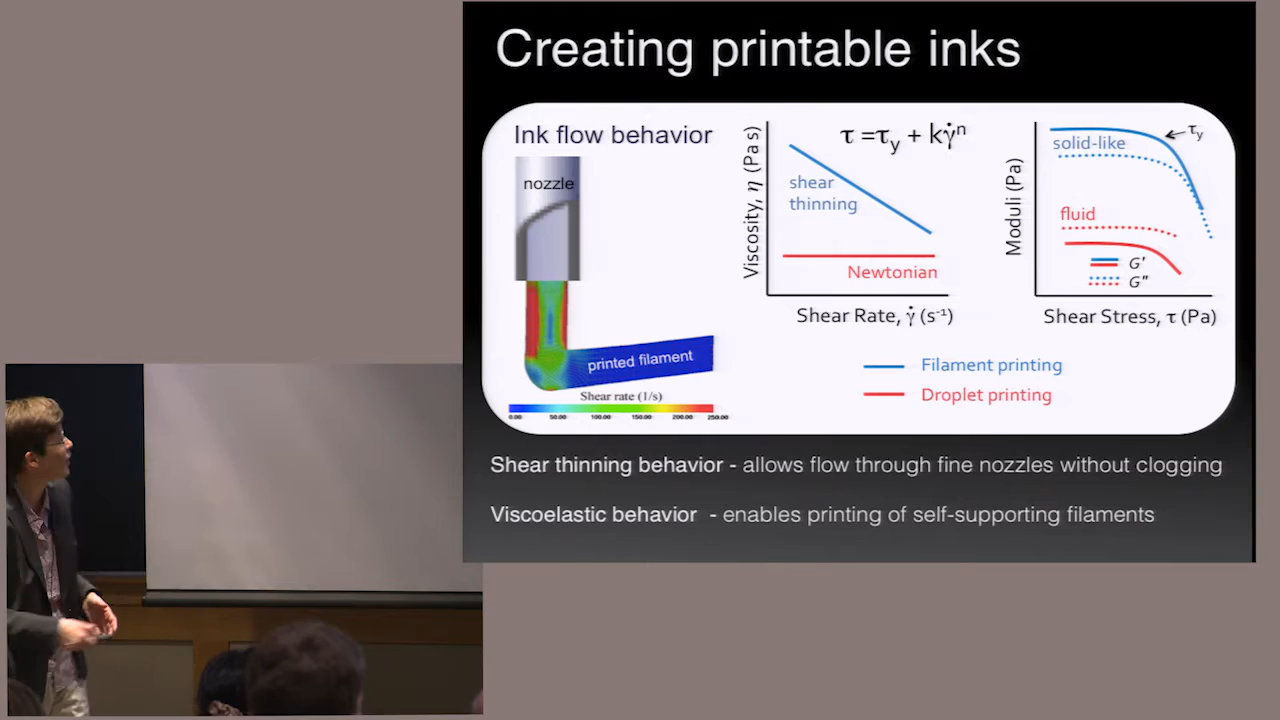 Creating printable inks
Ink flow behavior
nozzle
printed filament
Shear rate (1/s)
0.00 50.00 100.00 150.00 200.00 250.00
Viscosity, η (Pa s)
τ =τy + kγ̇ⁿ
shear
thinning
Newtonian
Shear Rate, γ̇ (s⁻¹)
Moduli (Pa)
τy
solid-like
fluid
G'
G"
Shear Stress, τ (Pa)
Filament printing
Droplet printing
Shear thinning behavior - allows flow through fine nozzles without clogging
Viscoelastic behavior - enables printing of self-supporting filaments